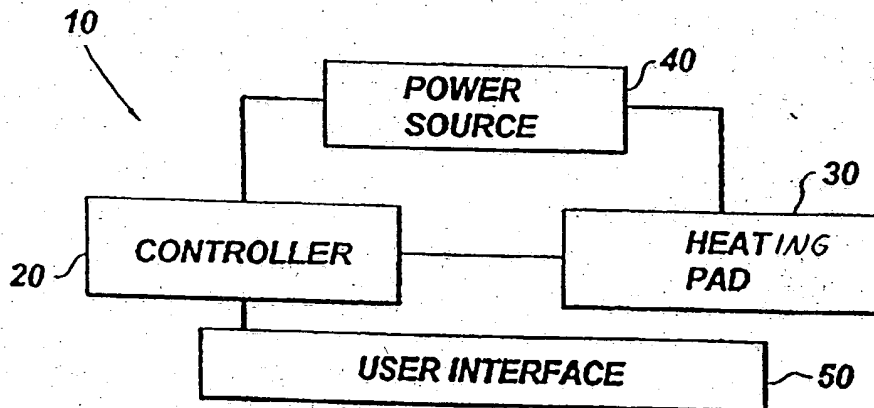 10
POWER
SOURCE
40
30
CONTROLLER
HEATING
PAD
20
USER INTERFACE
50